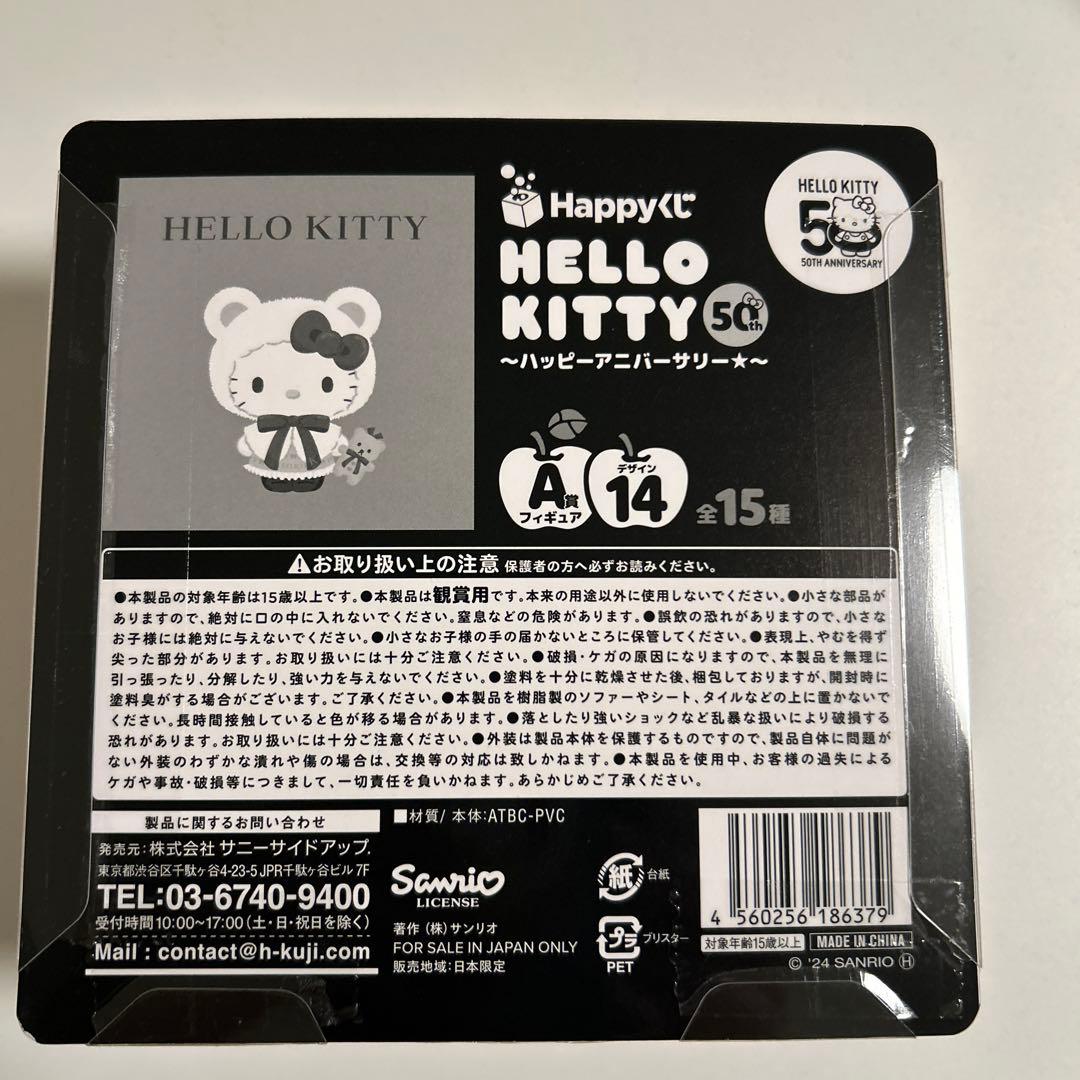 HELLO KITTY
Happyくじ
HELLO
KITTY 50th
～ハッピーアニバーサリー★～
HELLO KITTY
50
50TH ANNIVERSARY
A賞
フィギュア
デザイン
14
全15種
⚠お取り扱い上の注意 保護者の方へ必ずお読みください。
●本製品の対象年齢は15歳以上です。●本製品は観賞用です。本来の用途以外に使用しないでください。●小さな部品が
ありますので、絶対に口の中に入れないでください。窒息などの危険があります。●誤飲の恐れがありますので、小さな
お子様には絶対に与えないでください。●小さなお子様の手の届かないところに保管してください。●表現上、やむを得ず
尖った部分があります。お取り扱いには十分ご注意ください。●破損・ケガの原因になりますので、本製品を無理に
引っ張ったり、分解したり、強い力を与えないでください。●塗料を十分に乾燥させた後、梱包しておりますが、開封時に
塗料臭がする場合がございます。ご了承ください。●本製品を樹脂製のソファーやシート、タイルなどの上に置かないで
ください。長時間接触していると色が移る場合があります。●落としたり強いショックなど乱暴な扱いにより破損する
恐れがあります。お取り扱いには十分ご注意ください。●外装は製品本体を保護するものですので、製品自体に問題が
ない外装のわずかな潰れや傷の場合は、交換等の対応は致しかねます。●本製品を使用中、お客様の過失による
ケガや事故・破損等につきまして、一切責任を負いかねます。あらかじめご了承ください。
製品に関するお問い合わせ
発売元:株式会社 サニーサイドアップ
東京都渋谷区千駄ヶ谷4-23-5 JPR千駄ヶ谷ビル 7F
TEL:03-6740-9400
受付時間 10:00～17:00(土・日・祝日を除く)
Mail : contact@h-kuji.com
■材質/ 本体:ATBC-PVC
Sanrio
LICENSE
著作 (株) サンリオ
FOR SALE IN JAPAN ONLY
販売地域:日本限定
紙 台紙
プラ ブリスター
PET
4 560256 186379
対象年齢15歳以上
MADE IN CHINA
© '24 SANRIO Ⓗ